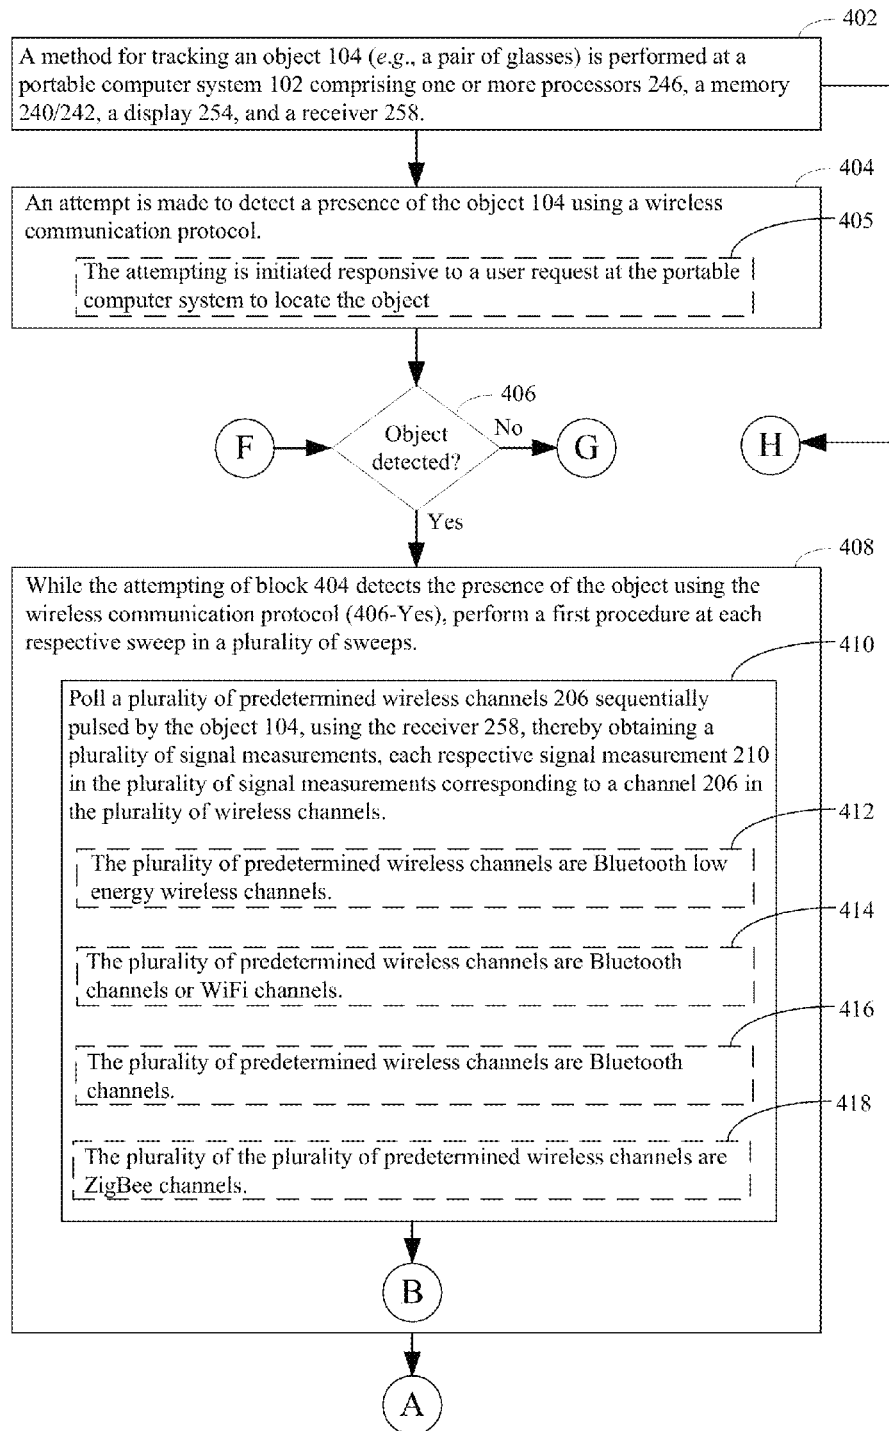 402
A method for tracking an object 104 (e.g., a pair of glasses) is performed at a
portable computer system 102 comprising one or more processors 246, a memory
240/242, a display 254, and a receiver 258.
404
An attempt is made to detect a presence of the object 104 using a wireless
communication protocol.
405
The attempting is initiated responsive to a user request at the portable
computer system to locate the object
406
F
Object
detected?
No
G
H
Yes
408
While the attempting of block 404 detects the presence of the object using the
wireless communication protocol (406-Yes), perform a first procedure at each
respective sweep in a plurality of sweeps.
410
Poll a plurality of predetermined wireless channels 206 sequentially
pulsed by the object 104, using the receiver 258, thereby obtaining a
plurality of signal measurements, each respective signal measurement 210
in the plurality of signal measurements corresponding to a channel 206 in
the plurality of wireless channels.
412
The plurality of predetermined wireless channels are Bluetooth low
energy wireless channels.
414
The plurality of predetermined wireless channels are Bluetooth
channels or WiFi channels.
416
The plurality of predetermined wireless channels are Bluetooth
channels.
418
The plurality of the plurality of predetermined wireless channels are
ZigBee channels.
B
A